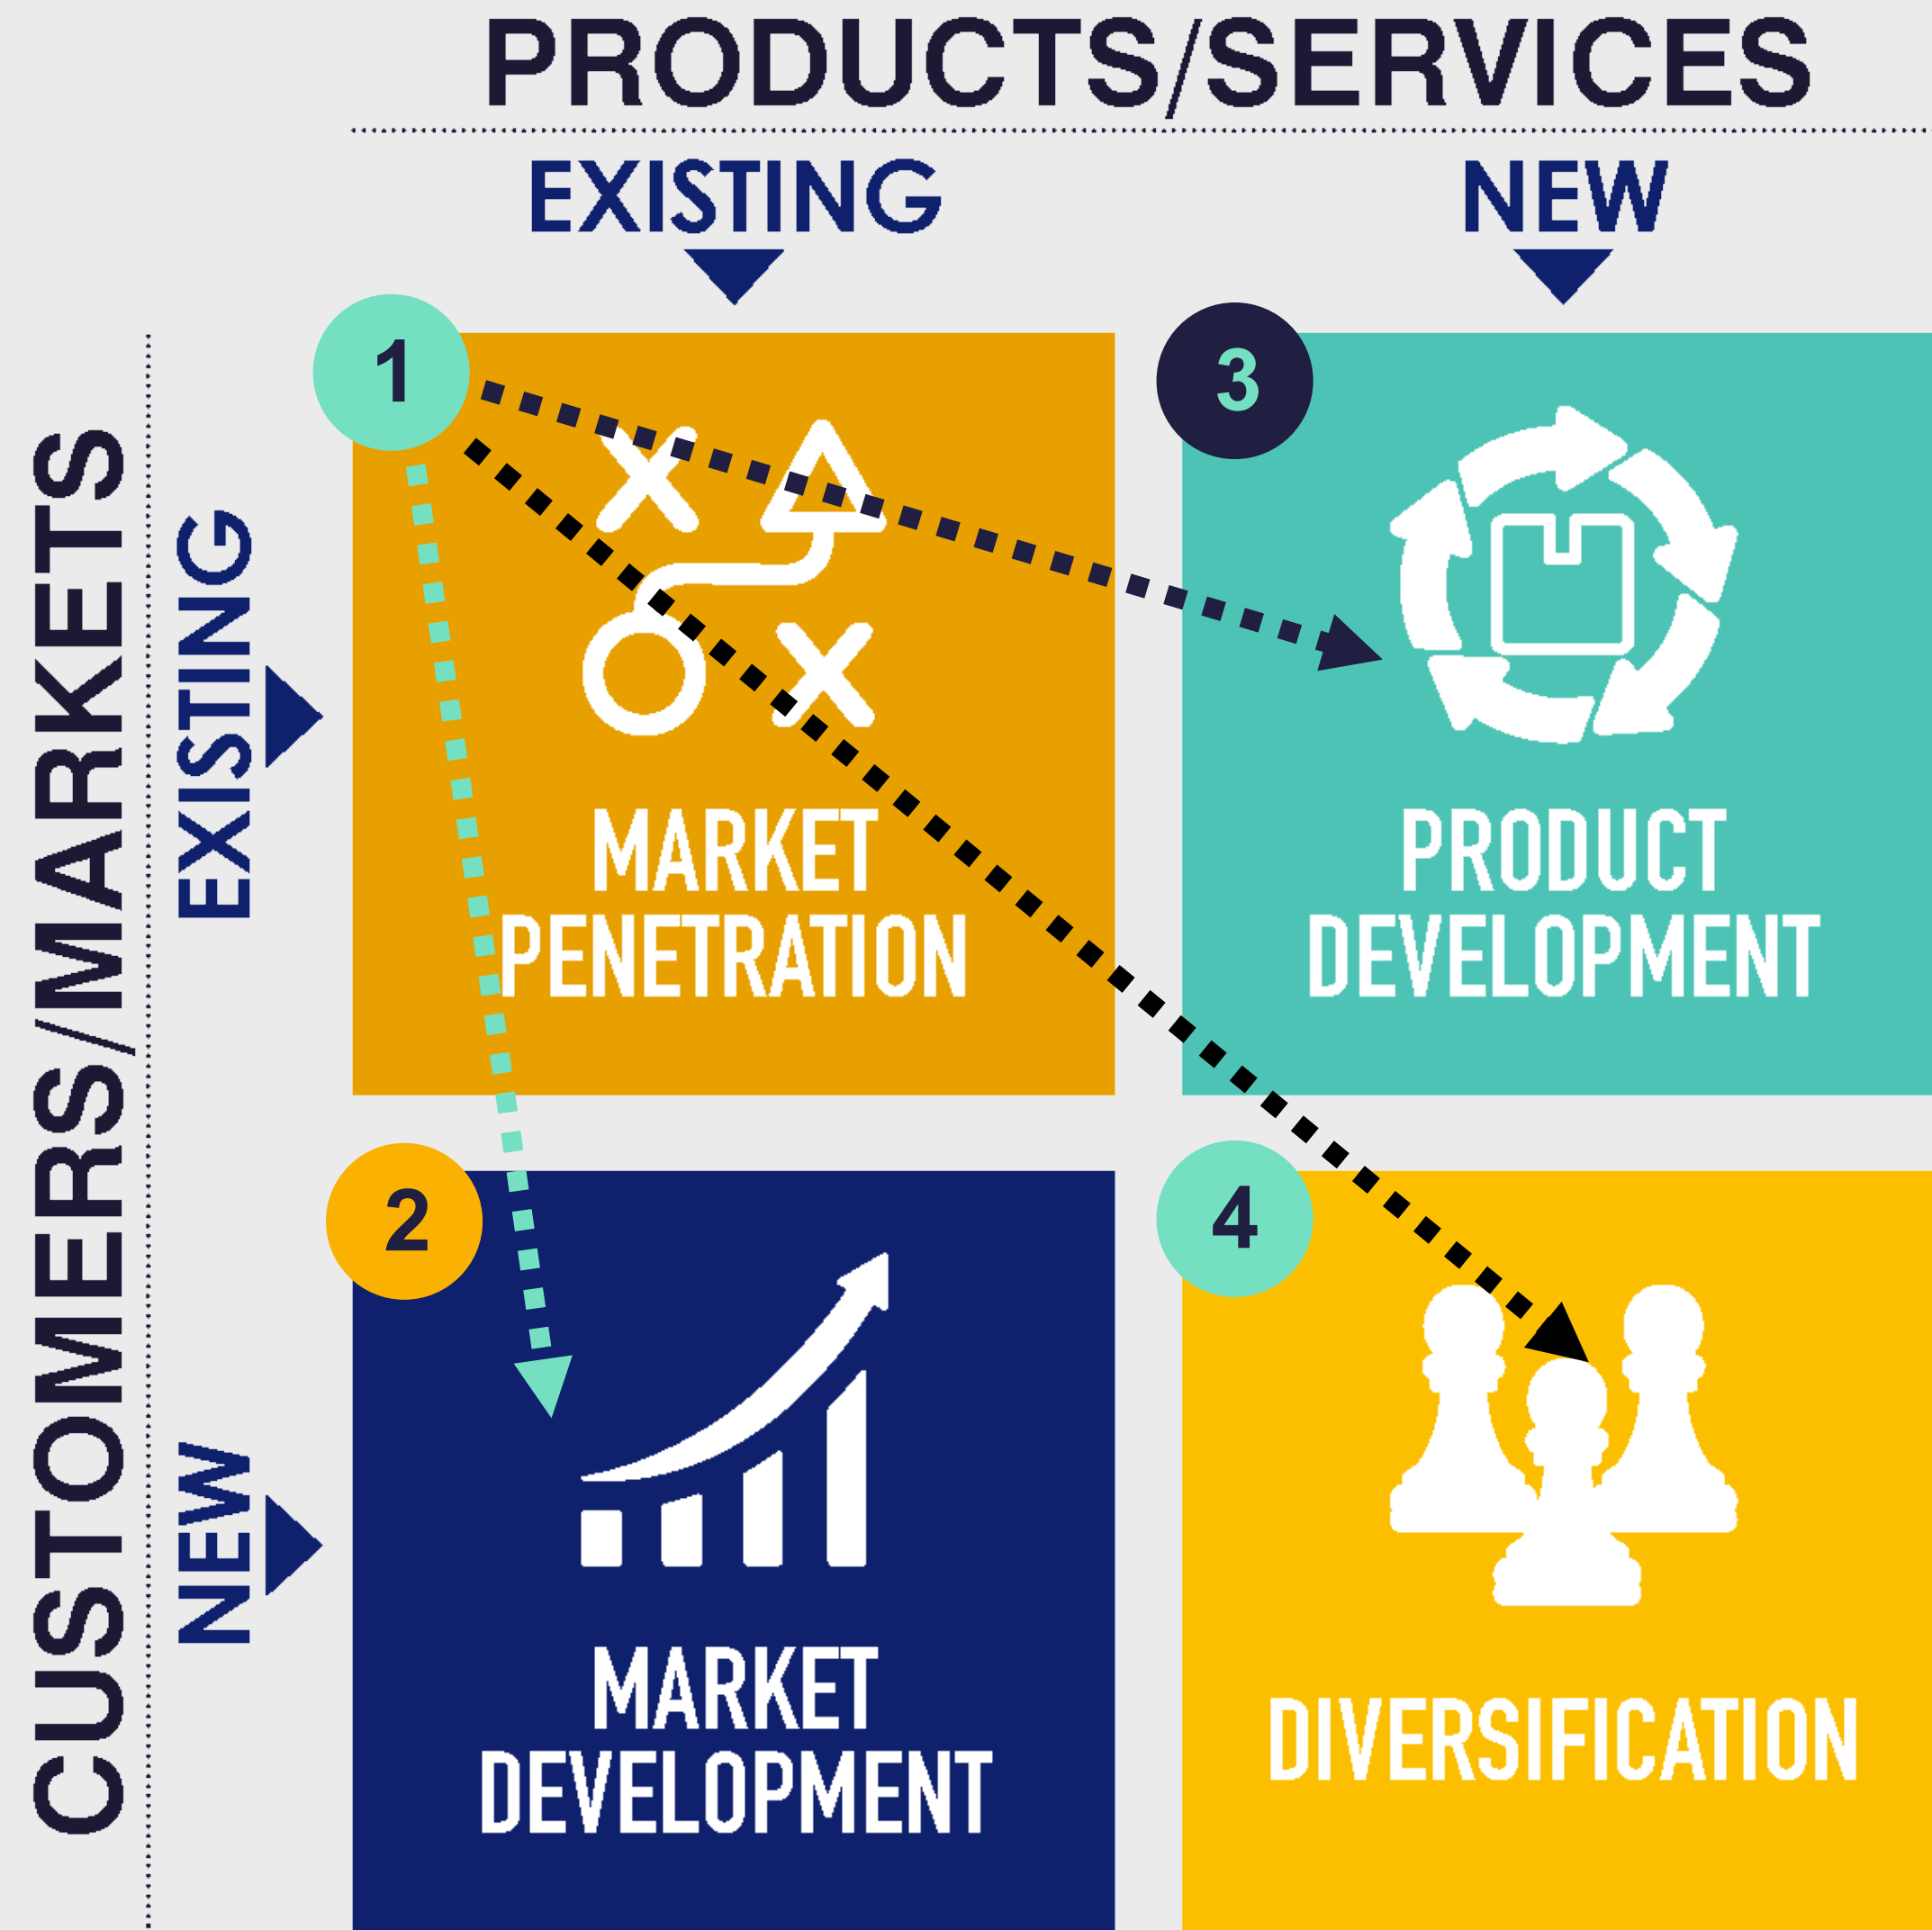 PRODUCTS/SERVICES
EXISTING
NEW
CUSTOMERS/MARKETS
EXISTING
NEW
1
MARKET
PENETRATION
3
PRODUCT
DEVELOPMENT
2
MARKET
DEVELOPMENT
4
DIVERSIFICATION